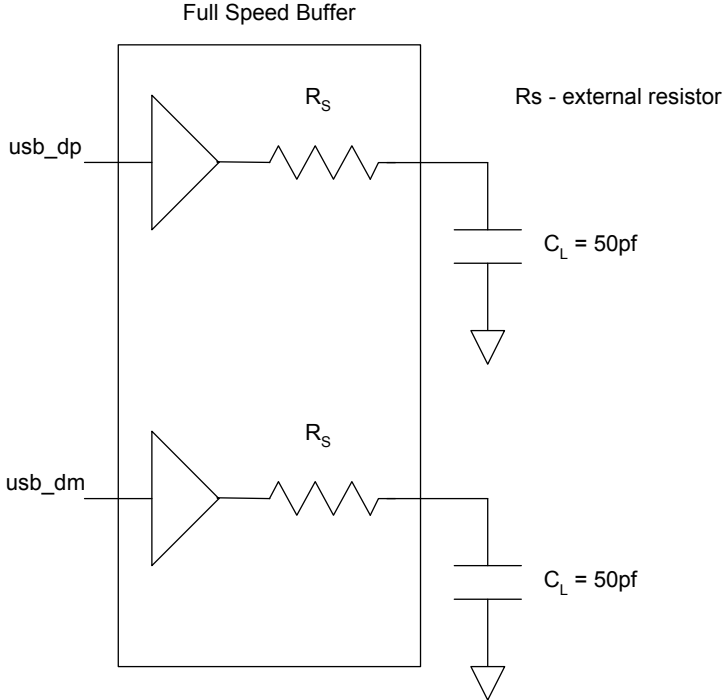 Full Speed Buffer
R_S
Rs - external resistor
usb_dp
C_L = 50pf
R_S
usb_dm
C_L = 50pf